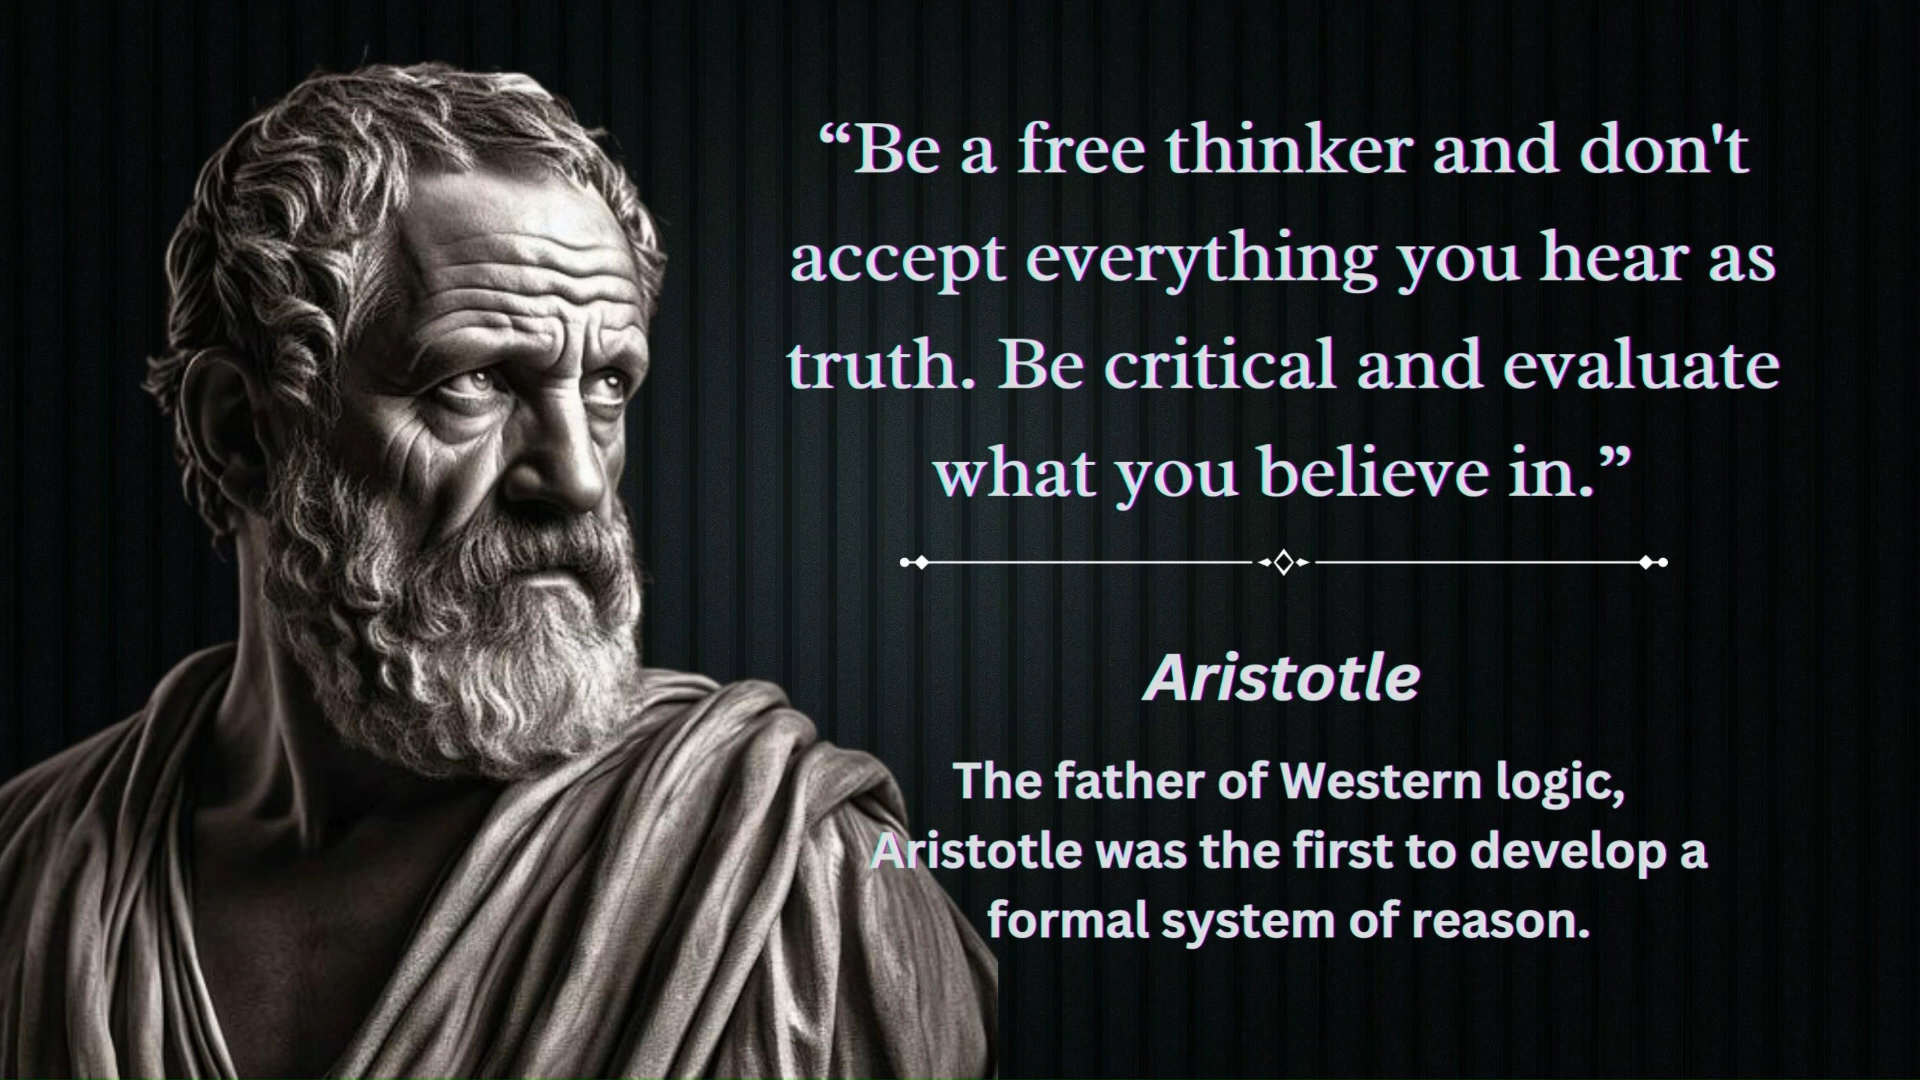 “Be a free thinker and don't
accept everything you hear as
truth. Be critical and evaluate
what you believe in.”
Aristotle
The father of Western logic,
Aristotle was the first to develop a
formal system of reason.